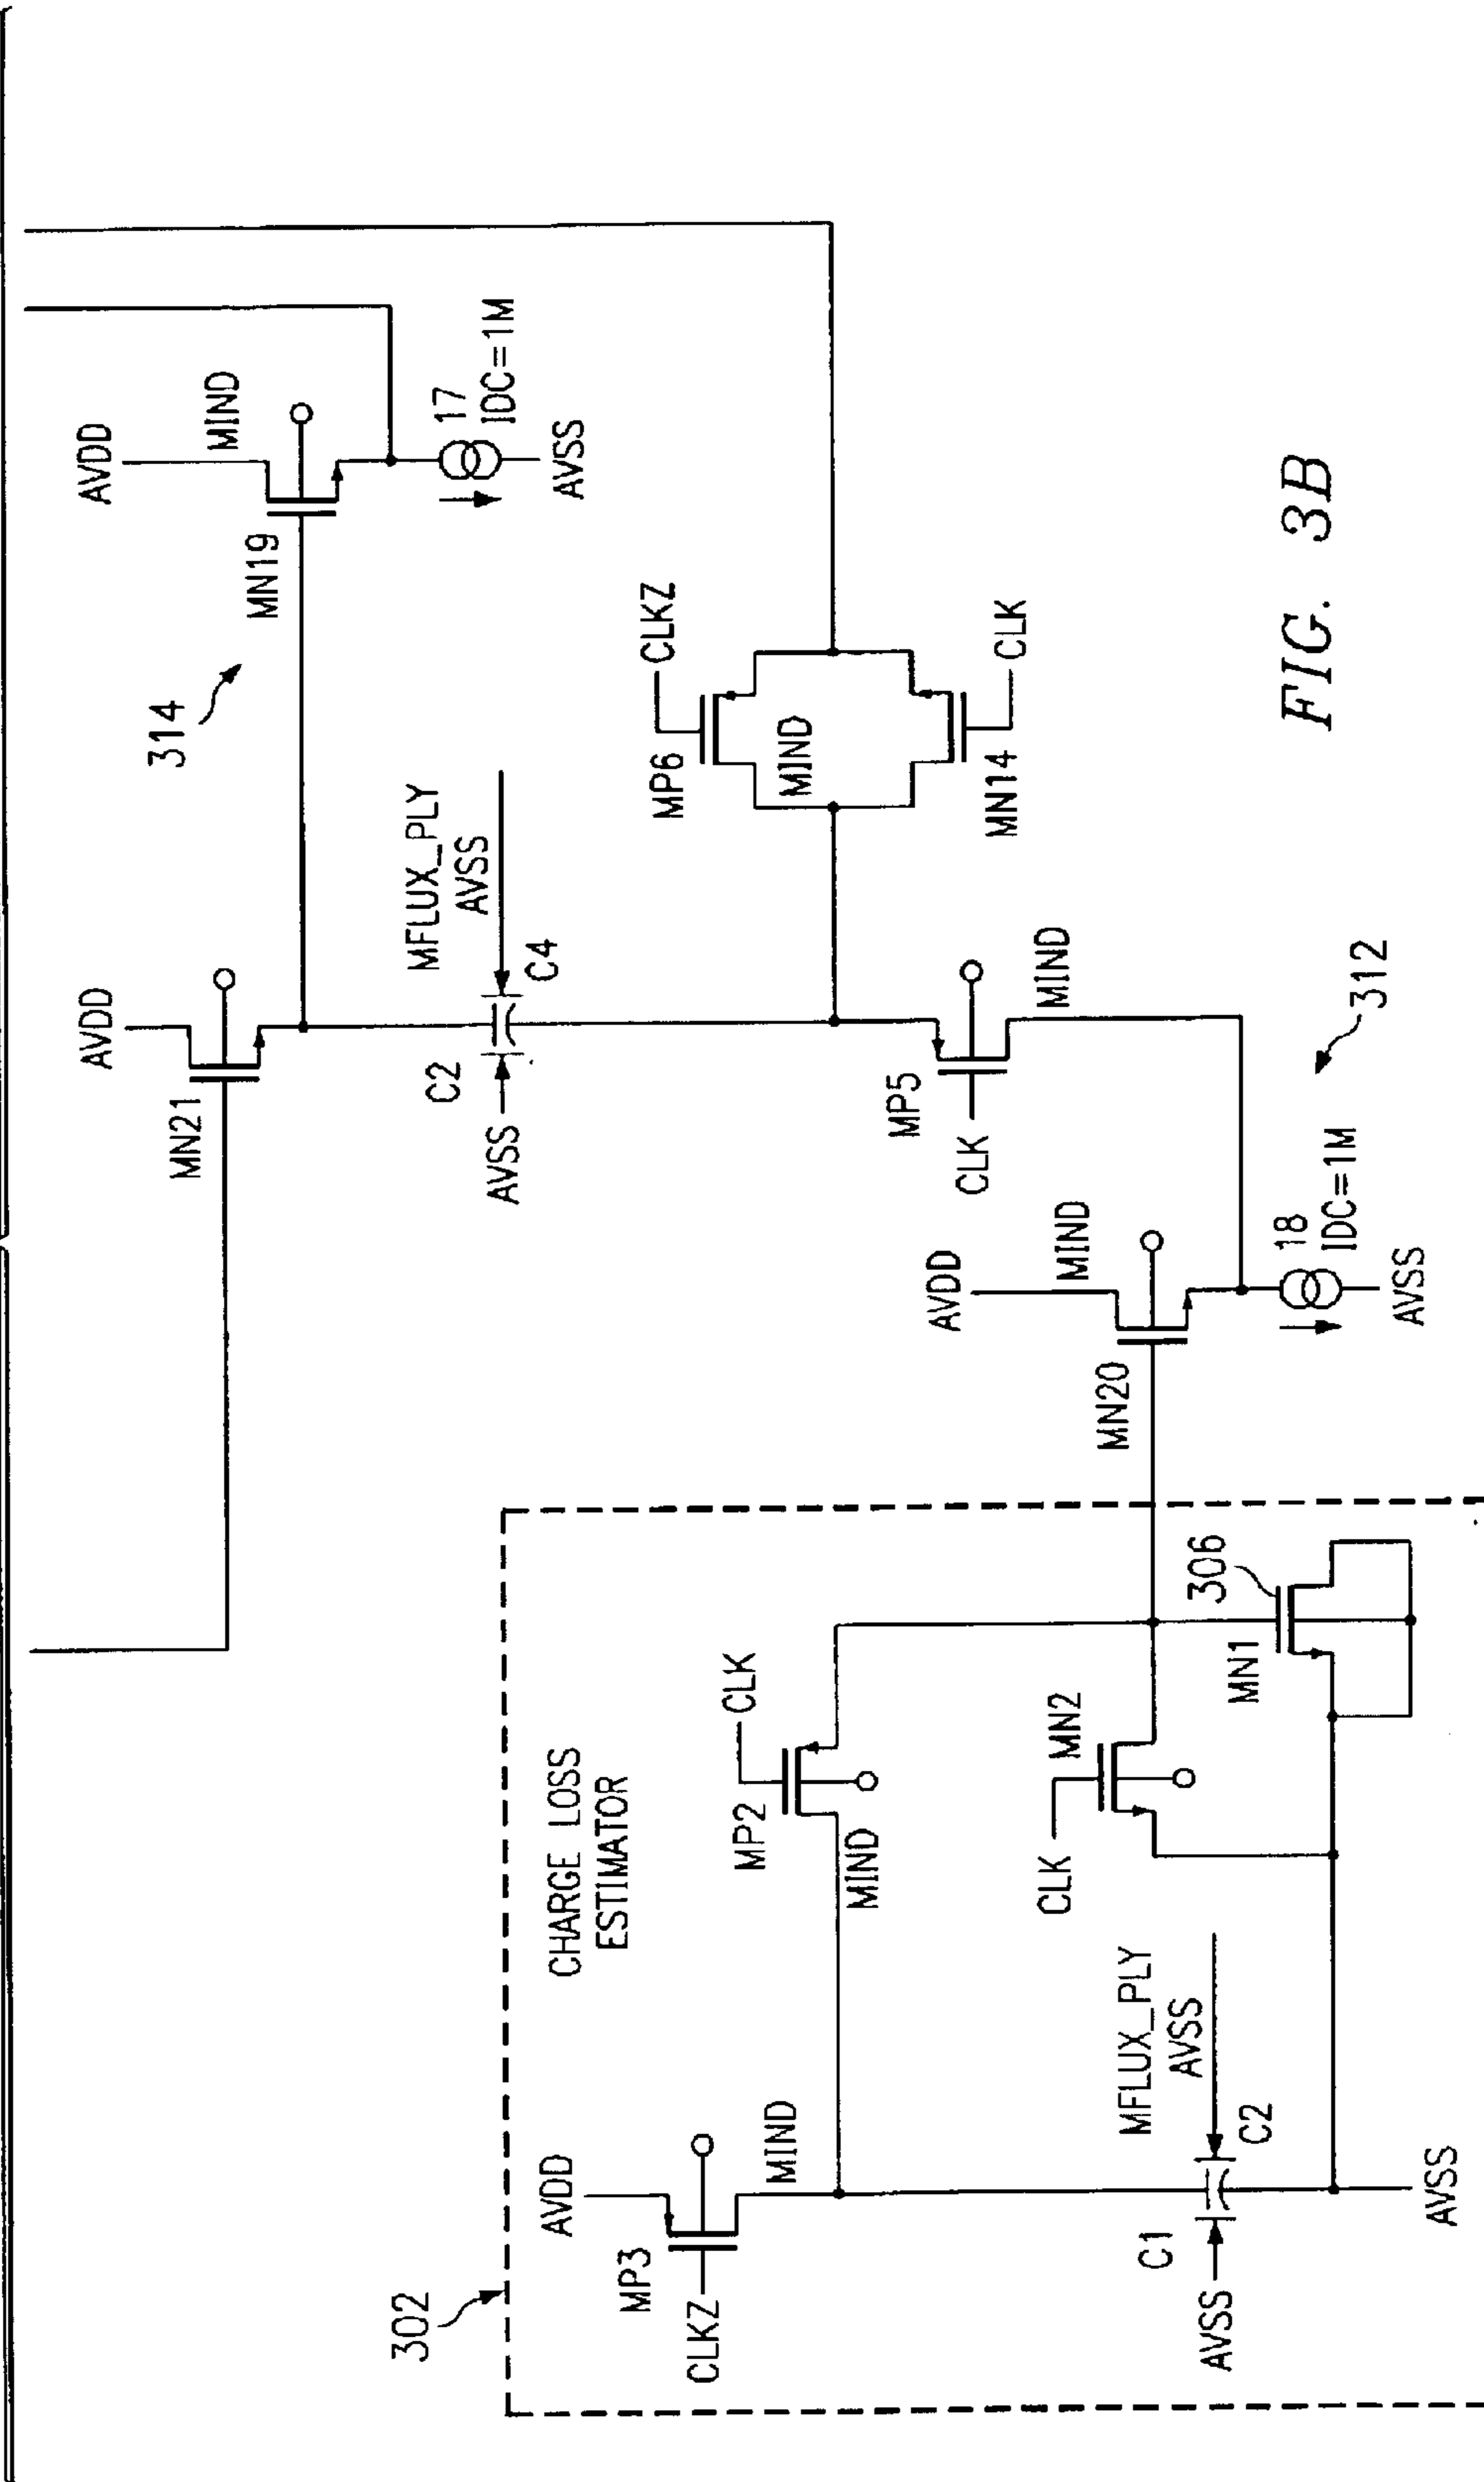 AVDD
MIND
MN19
17
IDC=1M
AVSS
314
AVDD
MN21
MFLUX_PLY
AVSS
C2
C4
AVSS
CLKZ
MP6
MIND
MN14
CLK
MP5
CLK
MIND
312
AVDD
MIND
MN20
18
IDC=1M
AVSS
302
CHARGE LOSS
ESTIMATOR
AVDD
MP3
CLKZ
MIND
MP2
CLK
MIND
MN2
CLK
306
MN1
MFLUX_PLY
AVSS
C1
C2
AVSS
AVSS
FIG. 3B